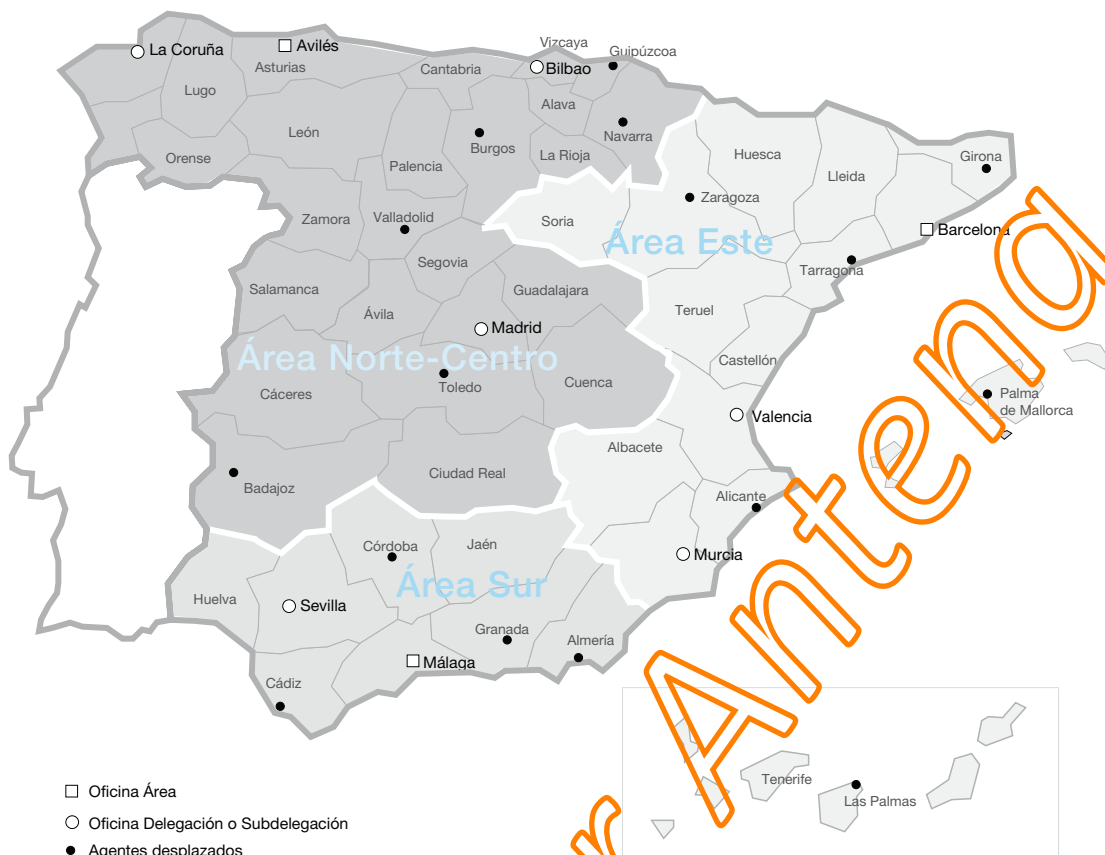 Vizcaya
Guipúzcoa
La Coruña
Avilés
Asturias
Cantabria
Bilbao
Lugo
Alava
León
Burgos
Navarra
Orense
Palencia
La Rioja
Huesca
Girona
Lleida
Zaragoza
Zamora
Valladolid
Soria
Barcelona
Área Este
Segovia
Tarragona
Salamanca
Guadalajara
Ávila
Teruel
Madrid
Área Norte-Centro
Castellón
Cáceres
Toledo
Cuenca
Palma
de Mallorca
Valencia
Albacete
Ciudad Real
Badajoz
Alicante
Córdoba
Jaén
Murcia
Área Sur
Huelva
Sevilla
Granada
Almería
Málaga
Cádiz
Tenerife
Las Palmas
Oficina Área
Oficina Delegación o Subdelegación
Agentes desplazados
r Antena